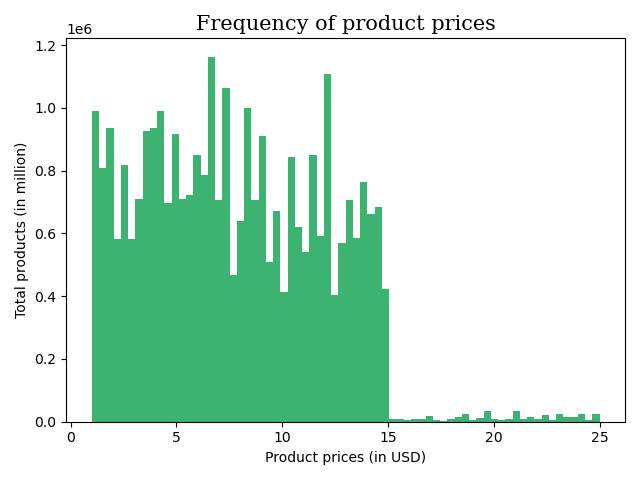 Frequency of product prices
1e6
1.2
1.0
0.8
0.6
0.4
0.2
0.0
Total products (in million)
0 5 10 15 20 25
Product prices (in USD)